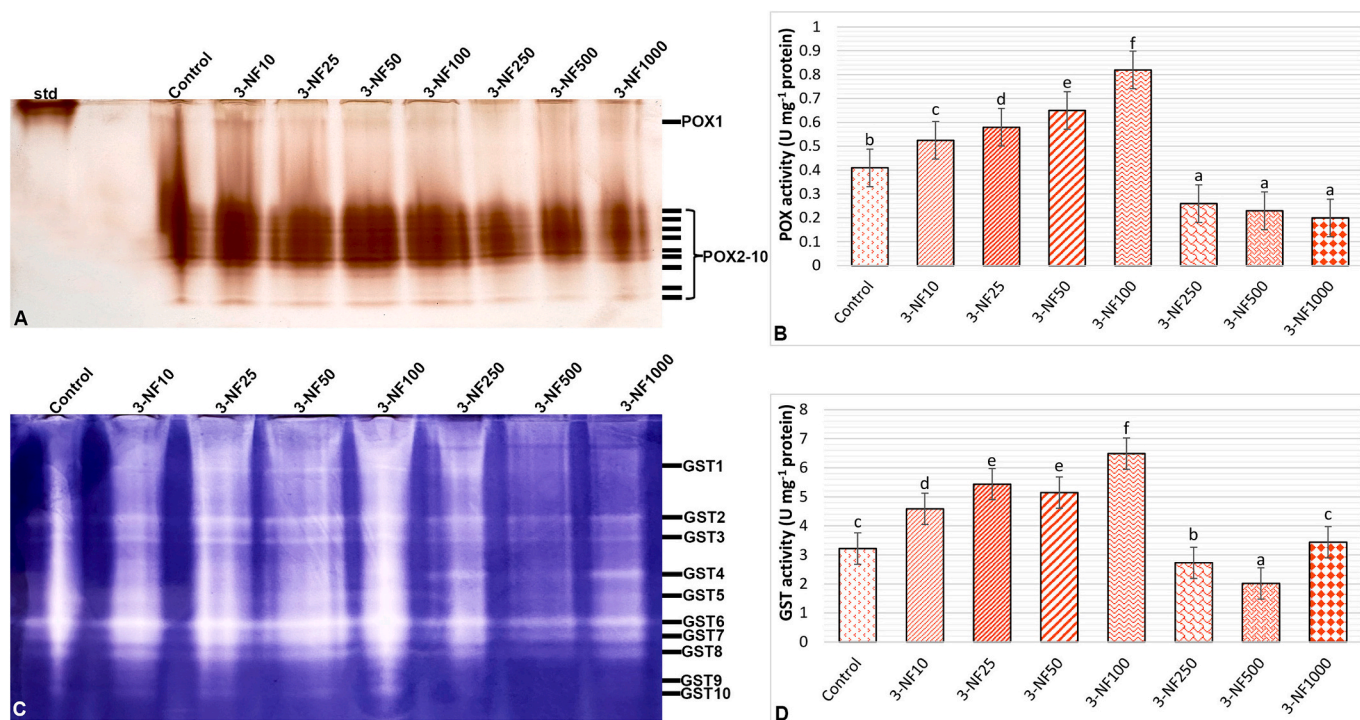 std
Control
3-NF10
3-NF25
3-NF50
3-NF100
3-NF250
3-NF500
3-NF1000
POX1
POX2-10
A
POX activity (U mg⁻¹ protein)
1
0.9
0.8
0.7
0.6
0.5
0.4
0.3
0.2
0.1
0
b
c
d
e
f
a
a
a
Control
3-NF10
3-NF25
3-NF50
3-NF100
3-NF250
3-NF500
3-NF1000
B
Control
3-NF10
3-NF25
3-NF50
3-NF100
3-NF250
3-NF500
3-NF1000
GST1
GST2
GST3
GST4
GST5
GST6
GST7
GST8
GST9
GST10
C
GST activity (U mg⁻¹ protein)
8
7
6
5
4
3
2
1
0
c
d
e
e
f
b
a
c
Control
3-NF10
3-NF25
3-NF50
3-NF100
3-NF250
3-NF500
3-NF1000
D